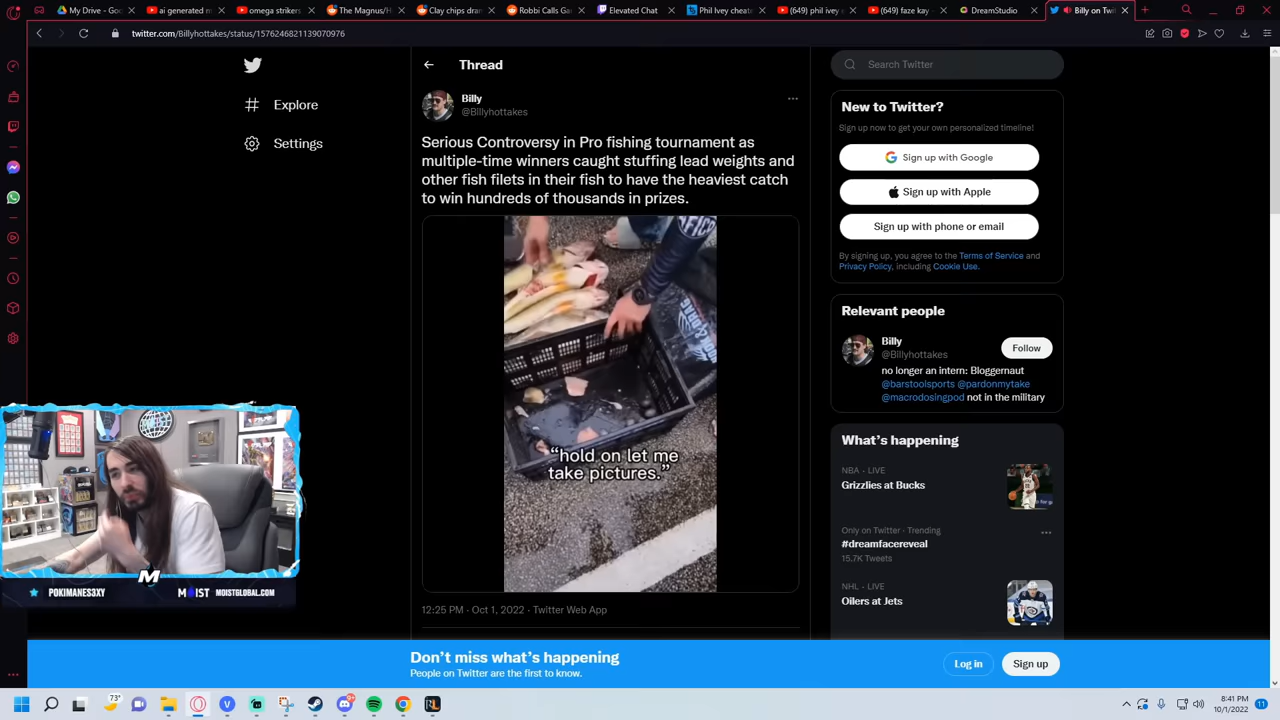 My Drive - Goo
ai generated m
omega strikers
The Magnus/H
Clay chips dran
Robbi Calls Gar
Elevated Chat
Phil Ivey cheat
(649) phil ivey
(649) faze kay
DreamStudio
Billy on Twit
twitter.com/Billyhottakes/status/1576246821139070976
Explore
Settings
Thread
Billy
@Billyhottakes
Serious Controversy in Pro fishing tournament as
multiple-time winners caught stuffing lead weights and
other fish filets in their fish to have the heaviest catch
to win hundreds of thousands in prizes.
"hold on let me
take pictures."
12:25 PM · Oct 1, 2022 · Twitter Web App
Search Twitter
New to Twitter?
Sign up now to get your own personalized timeline!
Sign up with Google
Sign up with Apple
Sign up with phone or email
By signing up, you agree to the Terms of Service and
Privacy Policy, including Cookie Use.
Relevant people
Billy
@Billyhottakes
Follow
no longer an intern: Bloggernaut
@barstoolsports @pardonmytake
@macrodosingpod not in the military
What's happening
NBA · LIVE
Grizzlies at Bucks
Only on Twitter · Trending
#dreamfacereveal
15.7K Tweets
NHL · LIVE
Oilers at Jets
M
POKIMANES3XY
M IST
MOISTGLOBAL.COM
Don't miss what's happening
People on Twitter are the first to know.
Log in
Sign up
73°
8:41 PM
10/1/2022
11